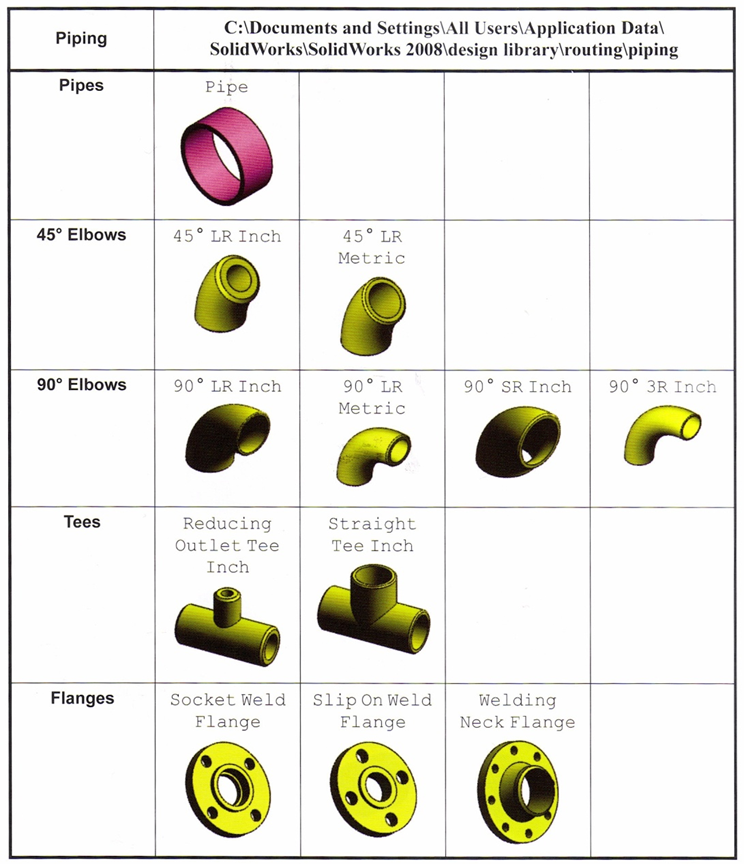 Piping
C:\Documents and Settings\All Users\Application Data\
SolidWorks\SolidWorks 2008\design library\routing\piping
Pipes
Pipe
45° Elbows
45° LR Inch
45° LR
Metric
90° Elbows
90° LR Inch
90° LR
Metric
90° SR Inch
90° 3R Inch
Tees
Reducing
Outlet Tee
Inch
Straight
Tee Inch
Flanges
Socket Weld
Flange
Slip On Weld
Flange
Welding
Neck Flange